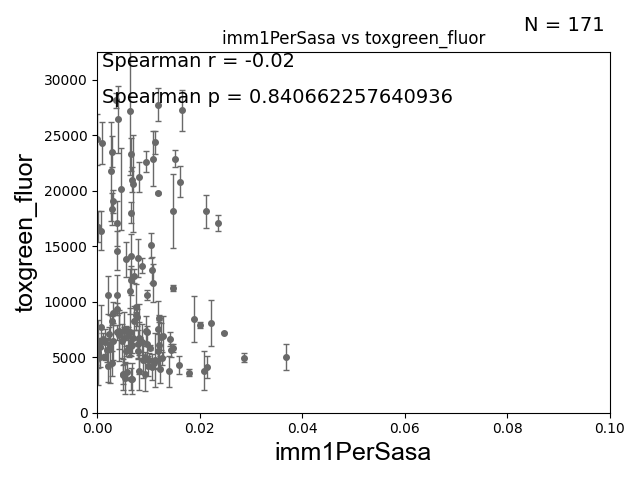 N = 171
imm1PerSasa vs toxgreen_fluor
Spearman r = -0.02
Spearman p = 0.840662257640936
30000
25000
20000
15000
10000
5000
0
toxgreen_fluor
0.00 0.02 0.04 0.06 0.08 0.10
imm1PerSasa